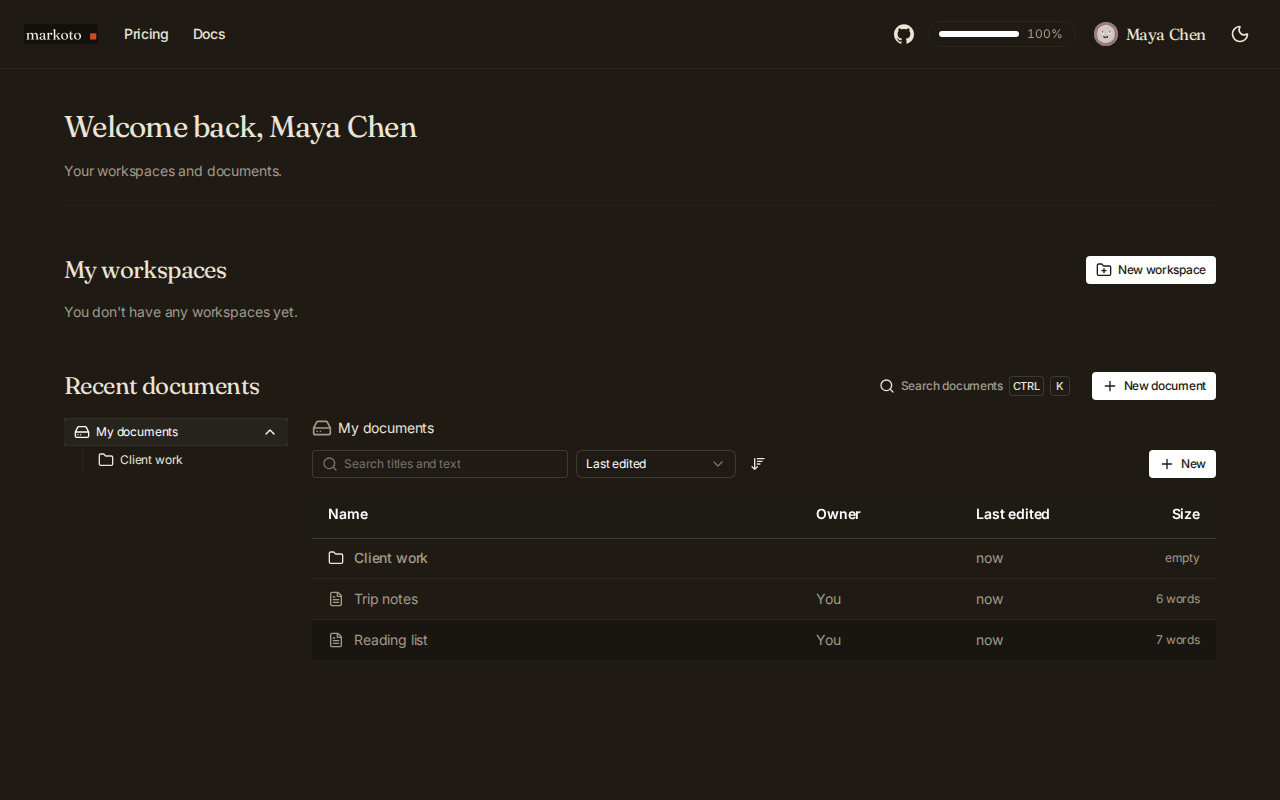 markoto Pricing Docs 100% Maya Chen
Welcome back, Maya Chen
Your workspaces and documents.
My workspaces New workspace
You don't have any workspaces yet.
Recent documents Search documents CTRL K New document
My documents
Client work
My documents
Search titles and text Last edited New
Name Owner Last edited Size
Client work now empty
Trip notes You now 6 words
Reading list You now 7 words